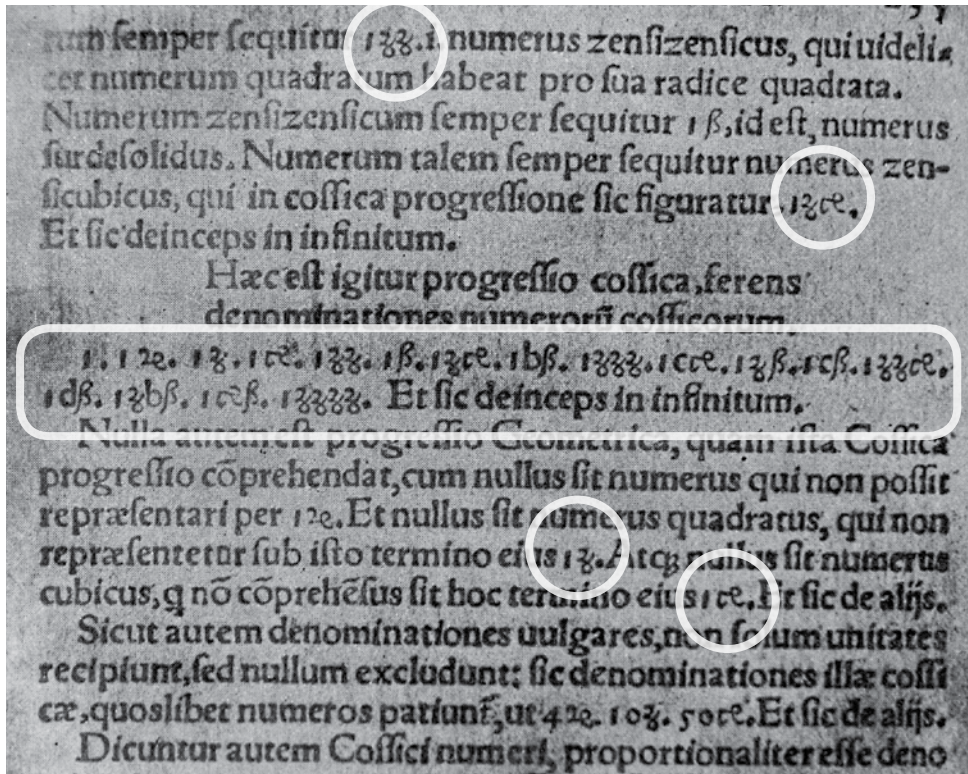 semper sequitur 1ʒʒ.i. numerus zensizensicus, qui uideli⸗
cet numerum quadratum habeat pro sua radice quadrata.
Numerum zensizensicum semper sequitur 1ß, id est, numerus
surdesolidus. Numerum talem semper sequitur numerus zen-
sicubicus, qui in cossica progressione sic figuratur, 1ʒce.
Et sic deinceps in infinitum.
Hæc est igitur progressio cossica, ferens
denominationes numerorũ cossicorum.
1. 1ze. 1ʒ. 1ce. 1ʒʒ. 1ß. 1ʒce. 1bß. 1ʒʒʒ. 1cce. 1ʒß. 1cß. 1ʒʒce.
1dß. 1ʒbß. 1ceß. 1ʒʒʒʒ. Et sic deinceps in infinitum.
Nulla autem est progressio Geometrica, quam ista Cossica
progressio cõprehendat, cum nullus sit numerus qui non possit
repræsentari per 1ze. Et nullus sit numerus quadratus, qui non
repræsentetur sub isto termino eius 1ʒ. Atqʒ nullus sit numerus
cubicus, q nõ cõprehẽsus sit hoc termino eius 1ce. Et sic de alijs.
Sicut autem denominationes uulgares, non solum unitates
recipiunt, sed nullum excludunt: sic denominationes illæ cossi
cæ, quoslibet numeros patiunt̃, ut 4ze. 10ʒ. 50ce. Et sic de alijs.
Dicuntur autem Cossici numeri, proportionaliter esse deno